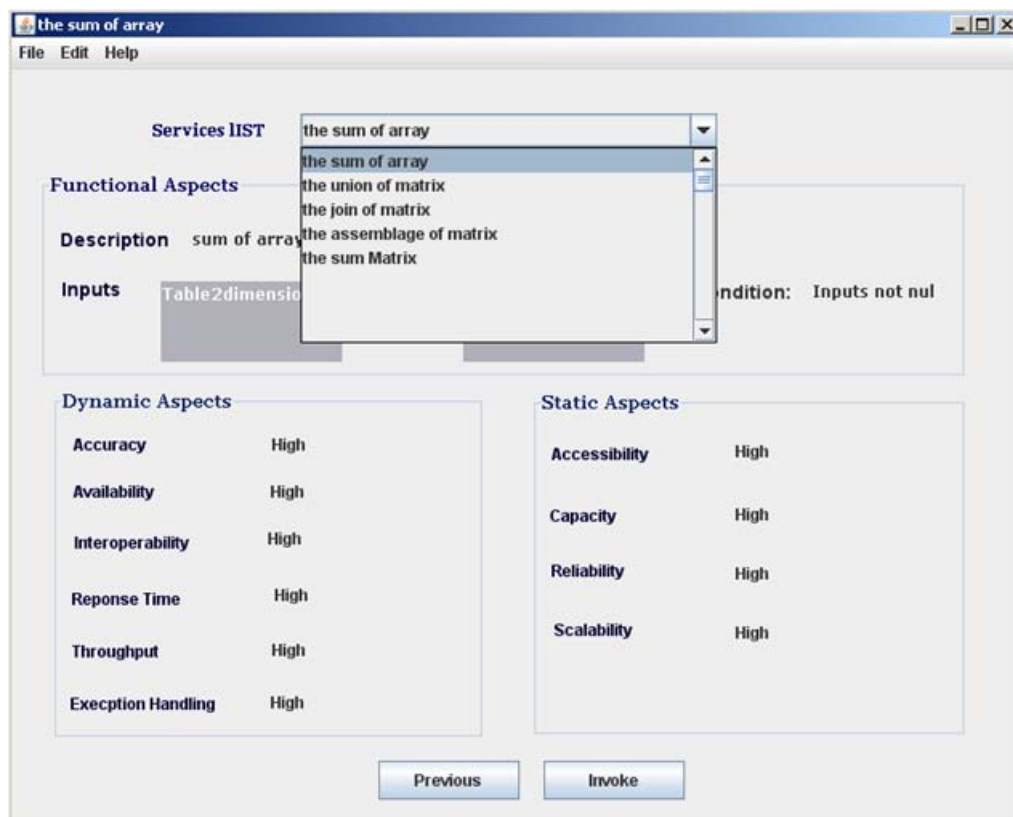 the sum of array
File Edit Help
Services lIST the sum of array
the sum of array
the union of matrix
the join of matrix
the assemblage of matrix
the sum Matrix
Functional Aspects
Description sum of array
Inputs Table2dimensio ndition: Inputs not nul
Dynamic Aspects
Accuracy High
Availability High
Interoperability High
Reponse Time High
Throughput High
Execption Handling High
Static Aspects
Accessibility High
Capacity High
Reliability High
Scalability High
Previous Invoke